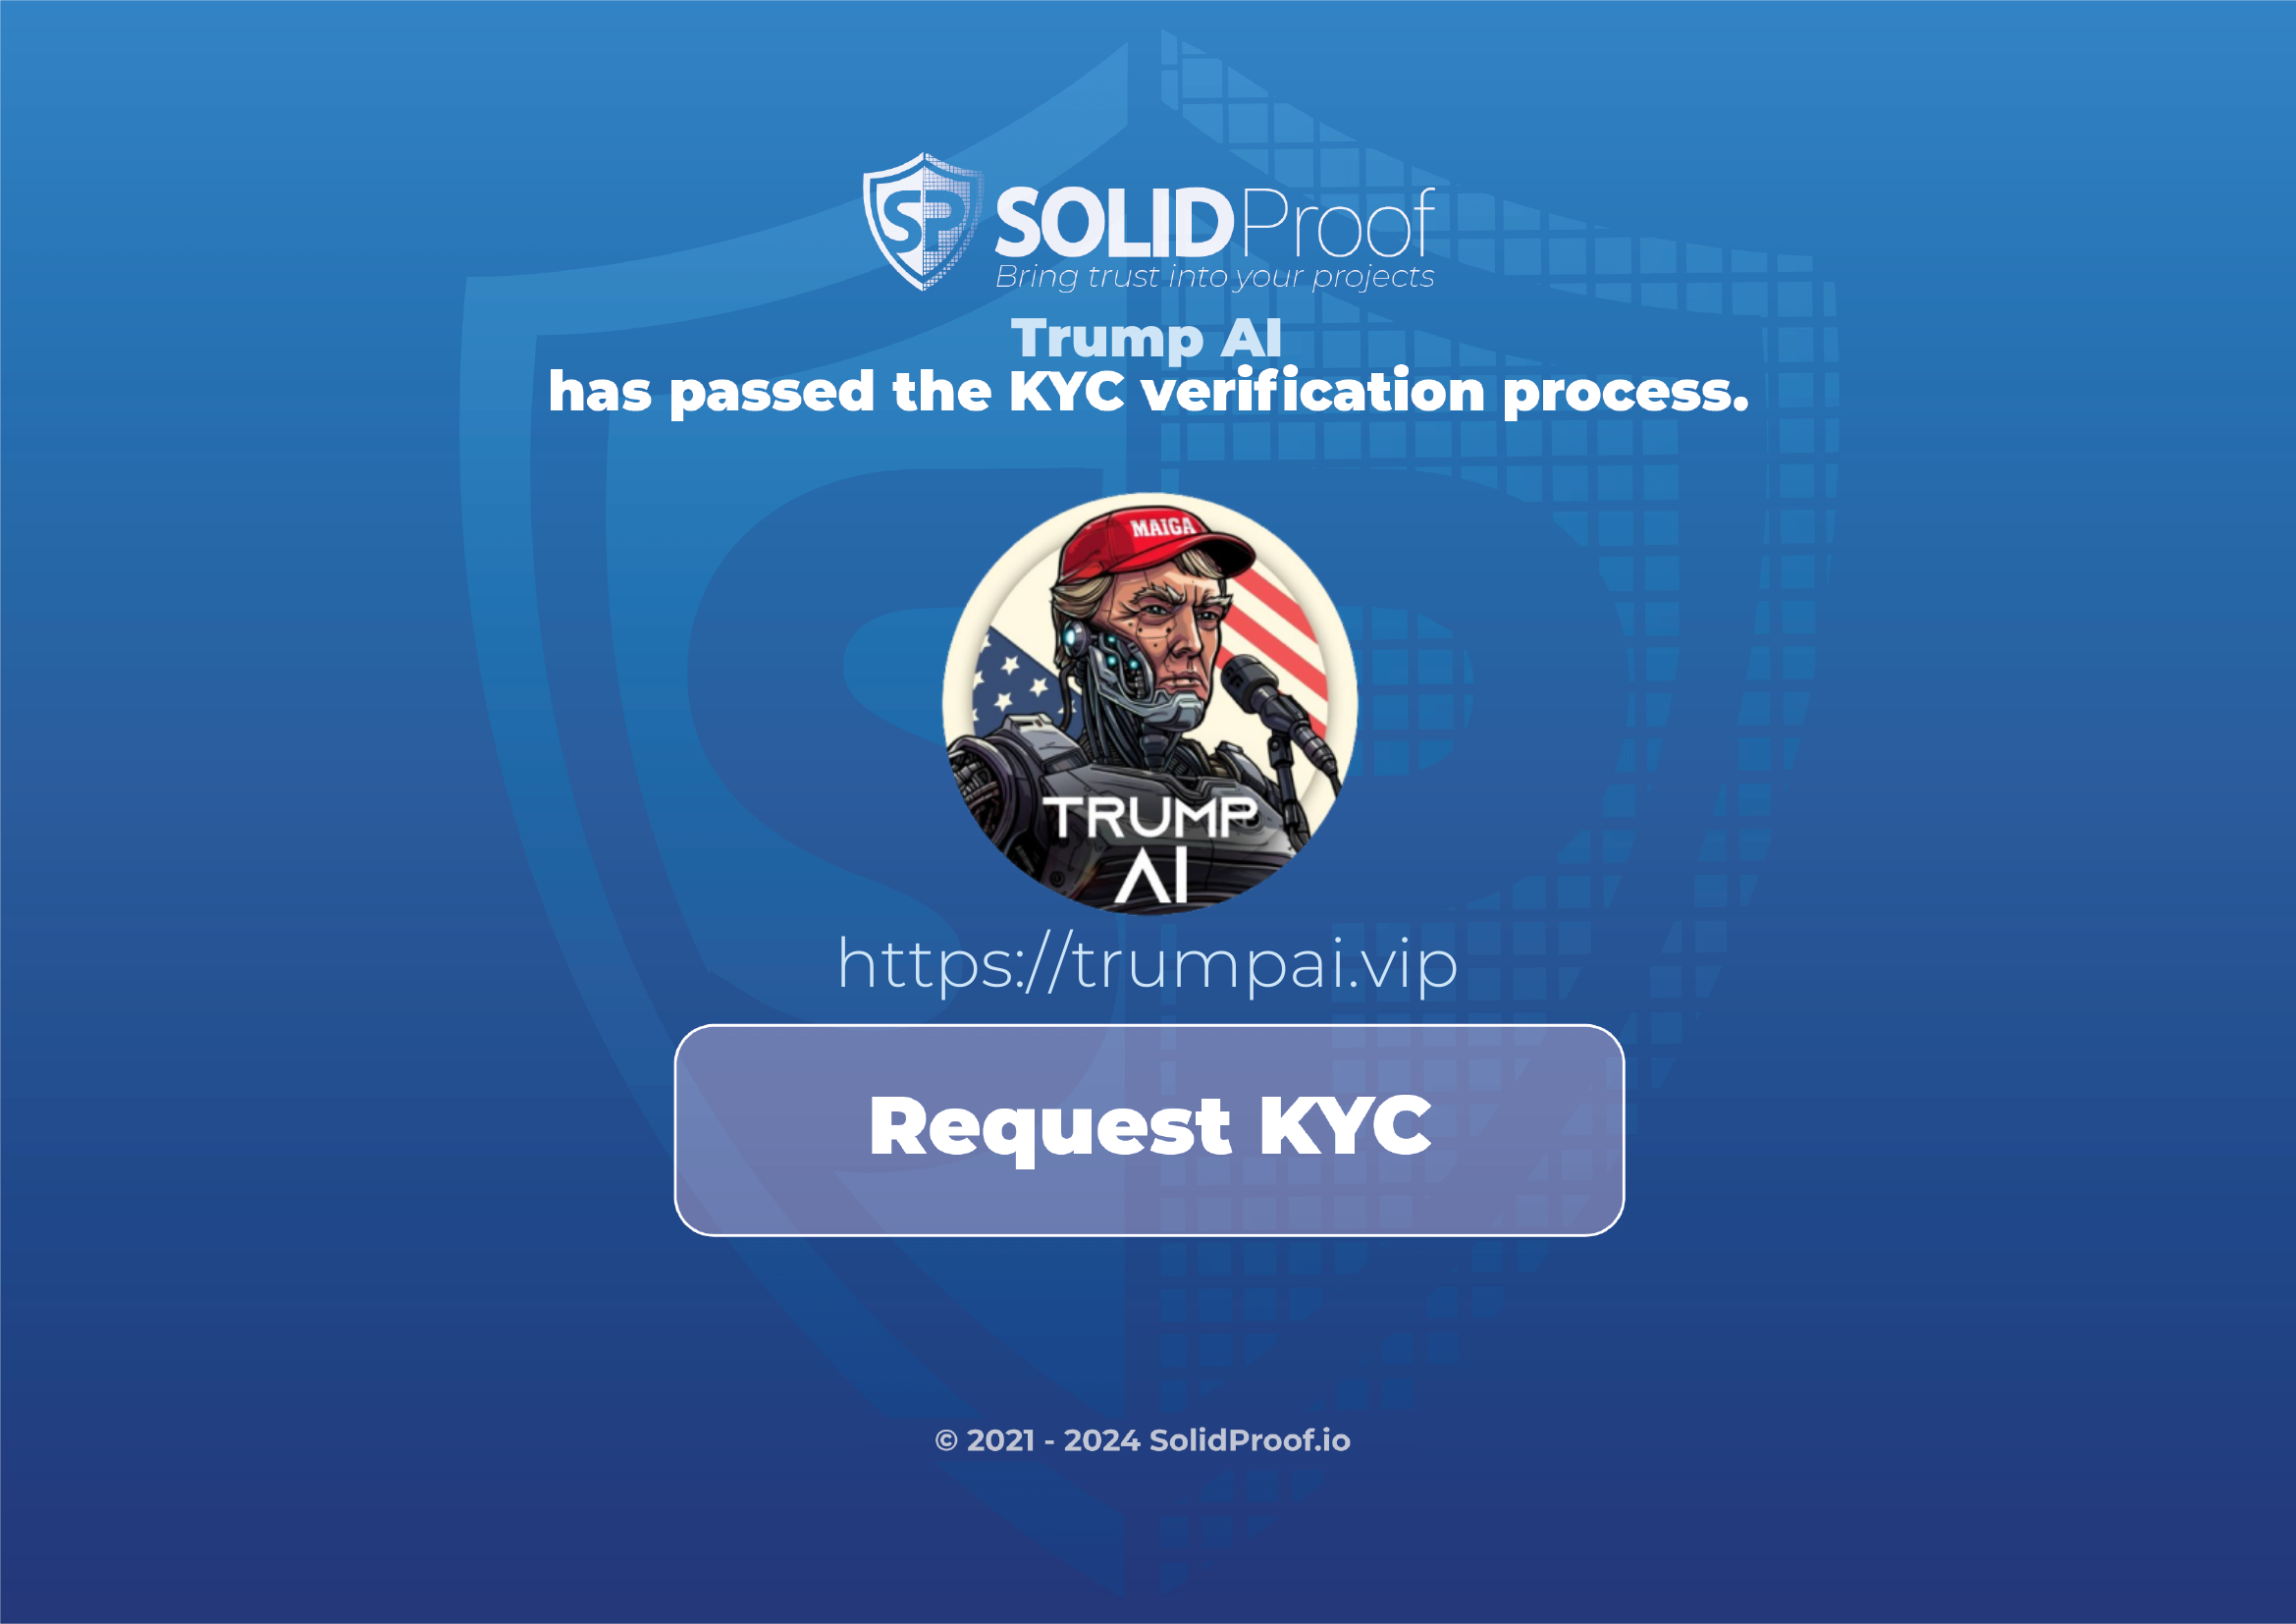 SP SOLIDProof
Bring trust into your projects
Trump AI
has passed the KYC verification process.
MAIGA
TRUMP
AI
https://trumpai.vip
Request KYC
© 2021 - 2024 SolidProof.io